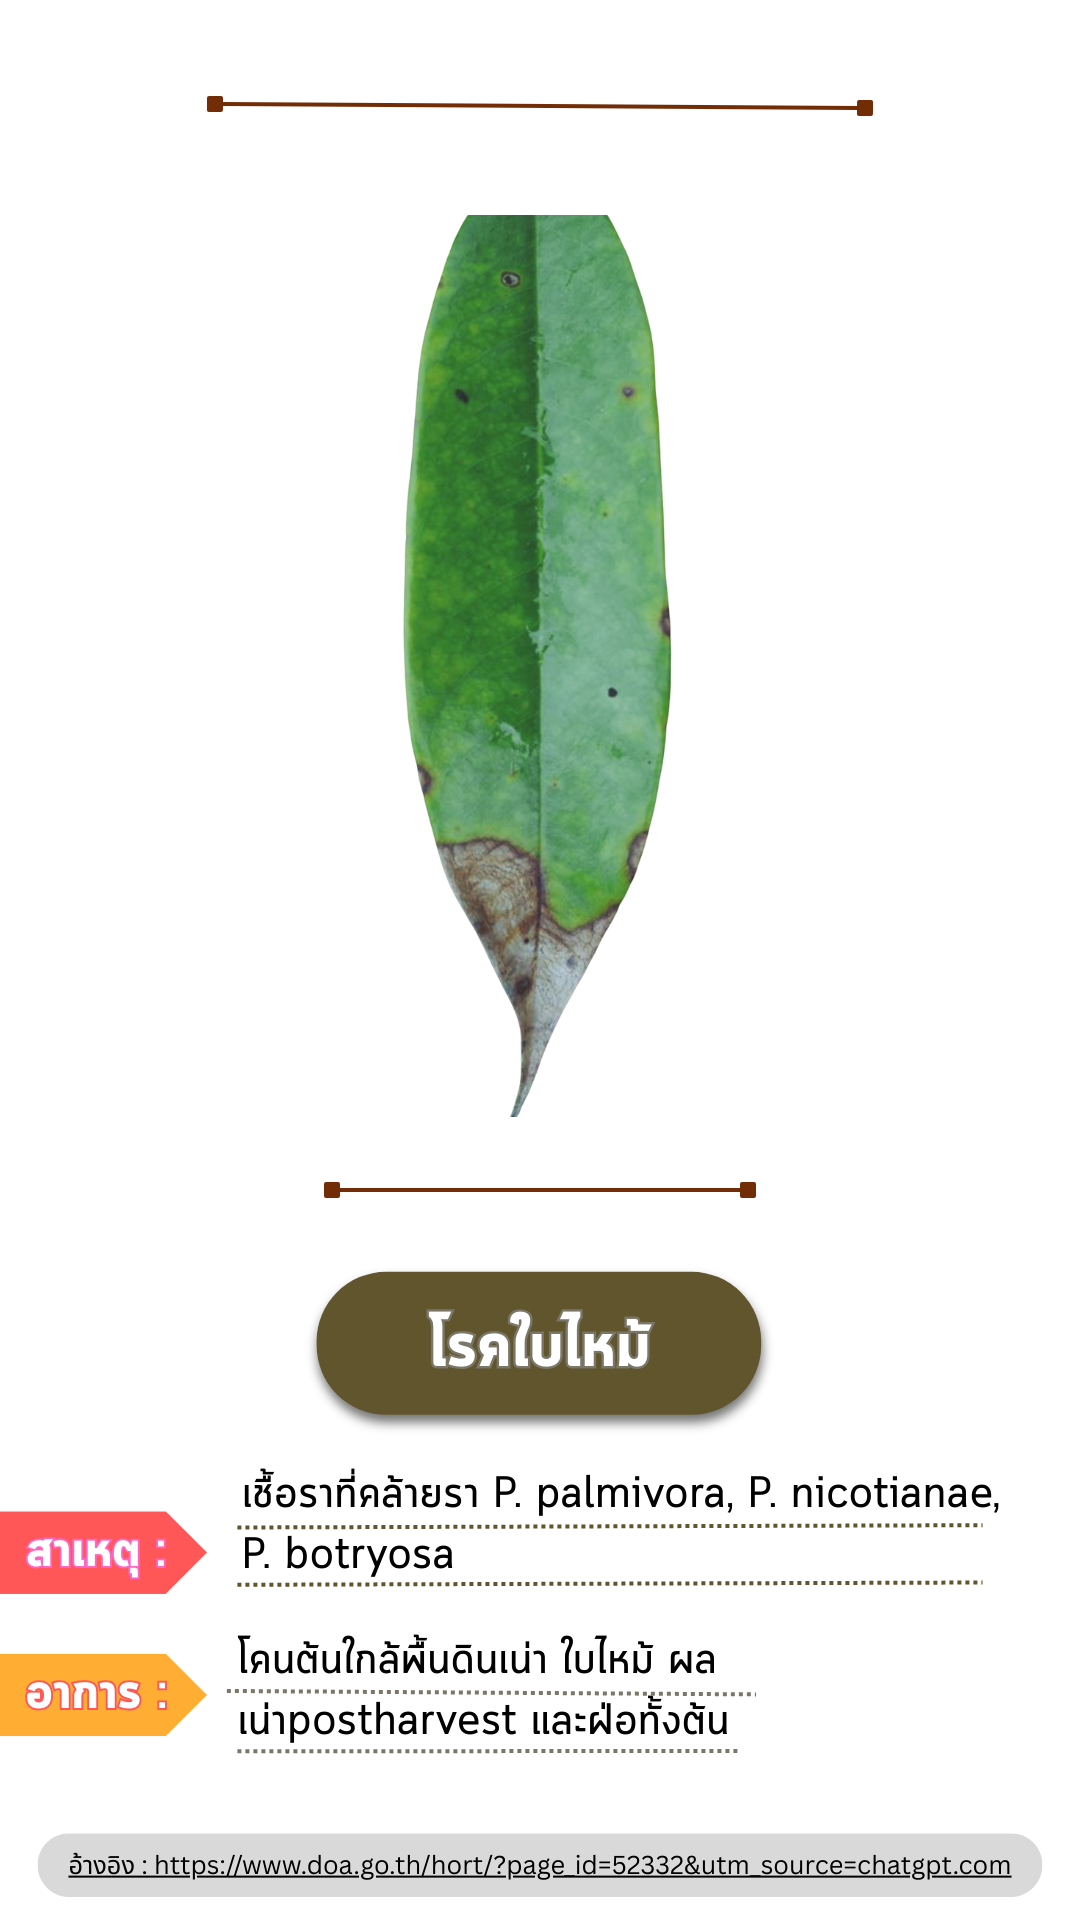 โรคใบไหม้
เชื้อราที่คล้ายรา P. palmivora, P. nicotianae,
สาเหตุ :
P. botryosa
โคนต้นใกล้พื้นดินเน่า ใบไหม้ ผล
อาการ :
เน่าpostharvest และฝ่อทั้งต้น
อ้างอิง : https://www.doa.go.th/hort/?page_id=52332&utm_source=chatgpt.com